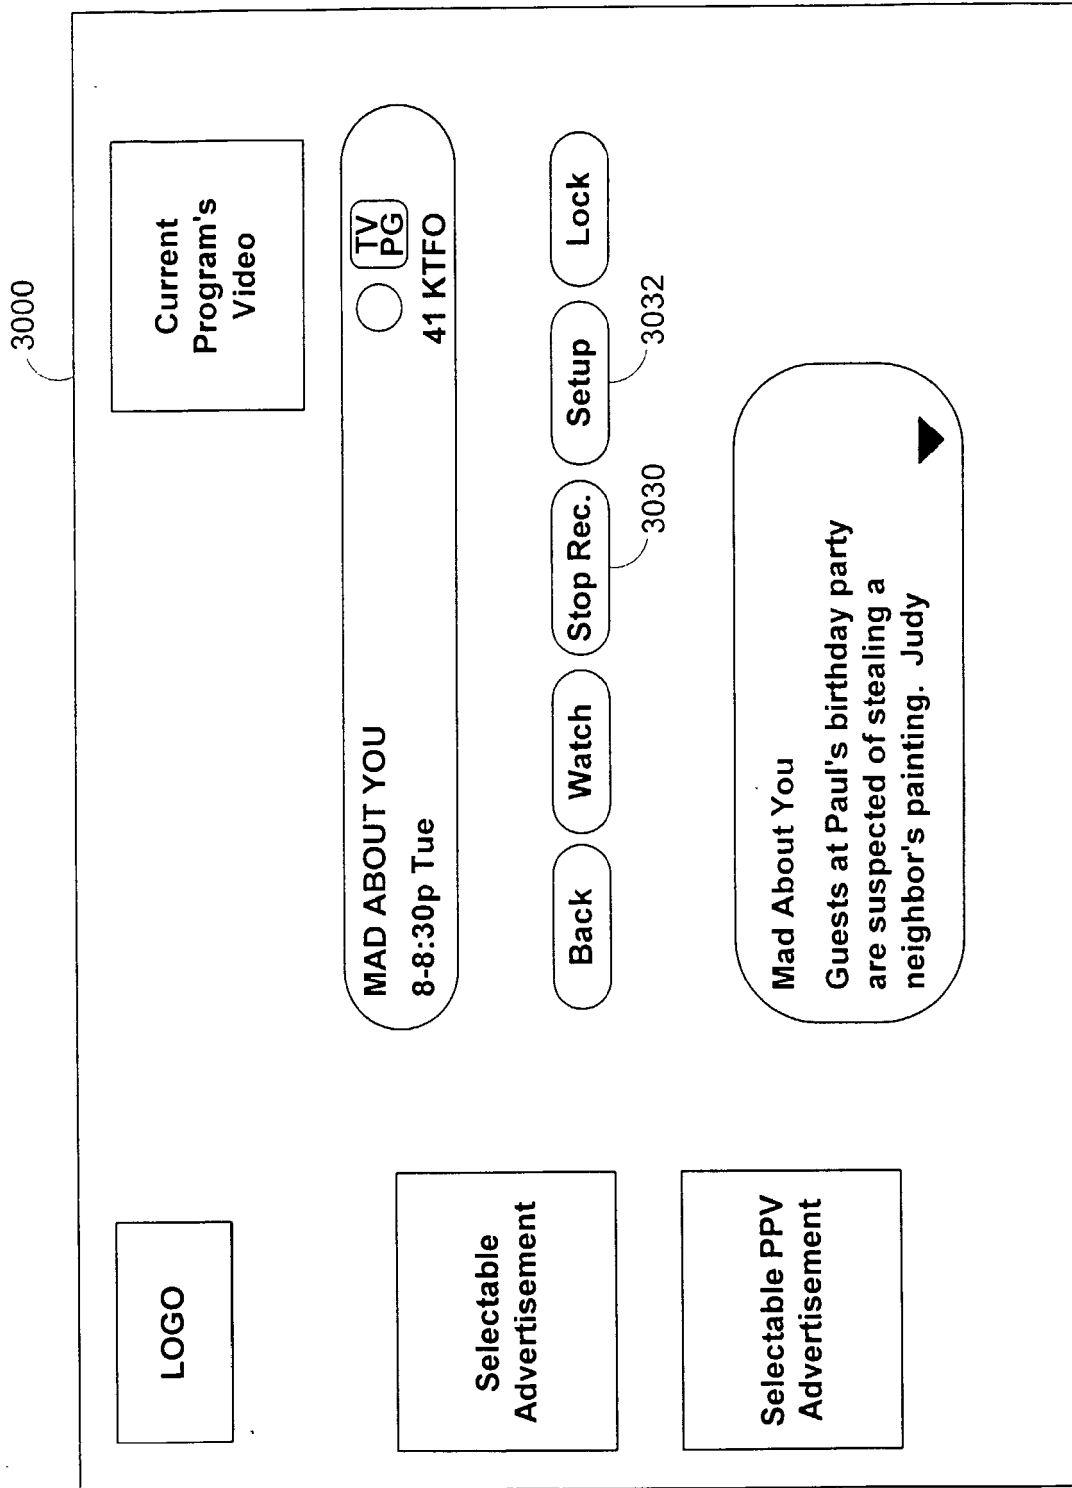 3000
LOGO
Current
Program's
Video
MAD ABOUT YOU
8-8:30p Tue
TV
PG
41 KTFO
Back
Watch
Stop Rec.
Setup
Lock
3030
3032
Selectable
Advertisement
Selectable PPV
Advertisement
Mad About You
Guests at Paul's birthday party
are suspected of stealing a
neighbor's painting.  Judy